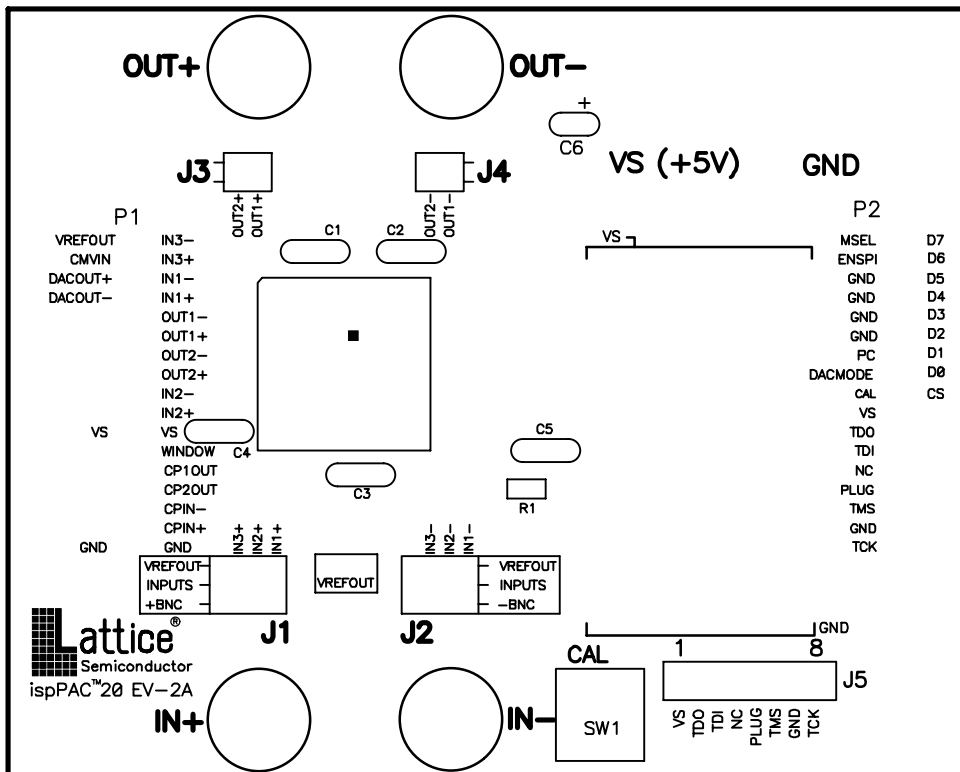 OUT+
OUT-
+
C6
VS (+5V)
GND
J3
J4
OUT2+
OUT1+
OUT2-
OUT1-
P1
P2
C1
C2
VS
VREFOUT IN3-
CMVIN IN3+
DACOUT+ IN1-
DACOUT- IN1+
OUT1-
OUT1+
OUT2-
OUT2+
IN2-
IN2+
VS VS
WINDOW
CP1OUT
CP2OUT
CPIN-
CPIN+
GND GND
MSEL D7
ENSPI D6
GND D5
GND D4
GND D3
GND D2
PC D1
DACMODE D0
CAL CS
VS
TDO
TDI
NC
PLUG
TMS
GND
TCK
C4
C3
C5
R1
IN3+
IN2+
IN1+
IN3-
IN2-
IN1-
VREFOUT
INPUTS
+BNC
VREFOUT
VREFOUT
INPUTS
-BNC
J1
J2
Lattice®
Semiconductor
ispPAC™20 EV-2A
IN+
IN-
CAL
SW1
GND
1 8
J5
VS
TDO
TDI
NC
PLUG
TMS
GND
TCK